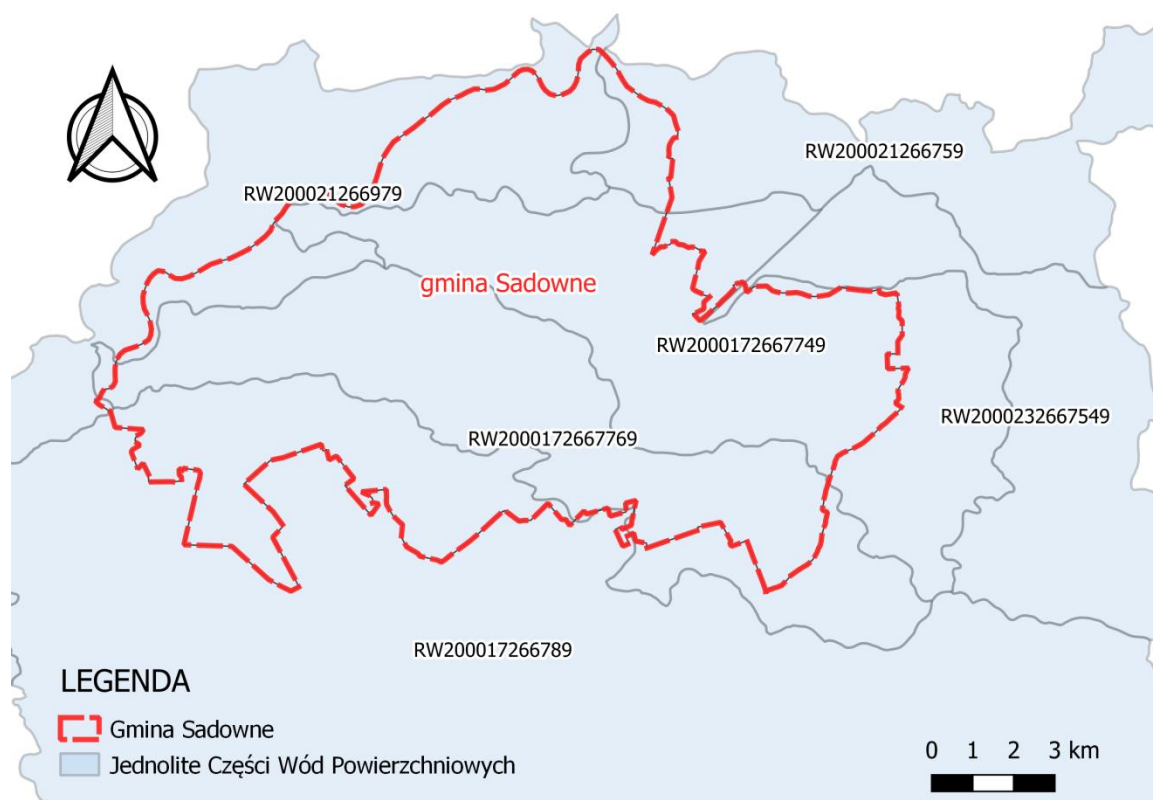 RW200021266759
RW200021266979
gmina Sadowne
RW2000172667749
RW2000232667549
RW2000172667769
RW200017266789
LEGENDA
Gmina Sadowne
Jednolite Części Wód Powierzchniowych
0 1 2 3 km